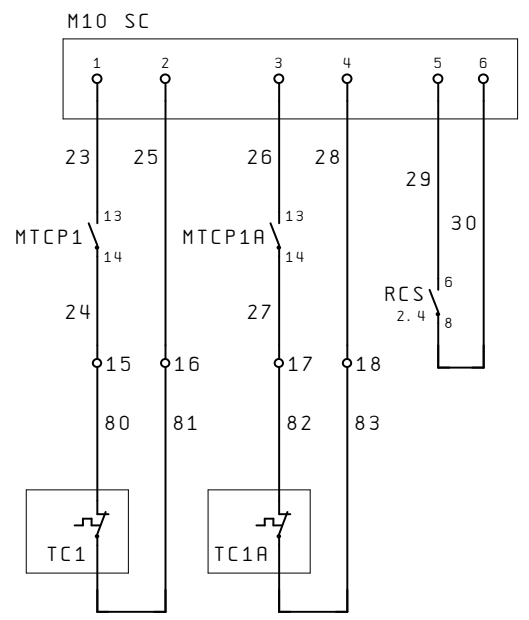 M10 SC
1 2 3 4 5 6
23 25 26 28
29
30
13 13
MTCP1 MTCP1A
14 14
6
RCS
2.4 8
24 27
15 16 17 18
80 81 82 83
TC1 TC1A